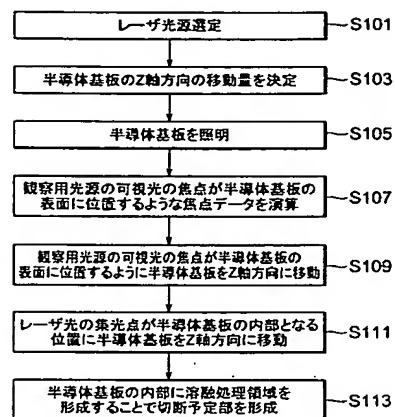 レーザ光源選定
S101
半導体基板のZ軸方向の移動量を決定
S103
半導体基板を照明
S105
観察用光源の可視光の焦点が半導体基板の
表面に位置するような焦点データを演算
S107
観察用光源の可視光の焦点が半導体基板の
表面に位置するように半導体基板をZ軸方向に移動
S109
レーザ光の集光点が半導体基板の内部となる
位置に半導体基板をZ軸方向に移動
S111
半導体基板の内部に溶融処理領域を
形成することで切断予定部を形成
S113